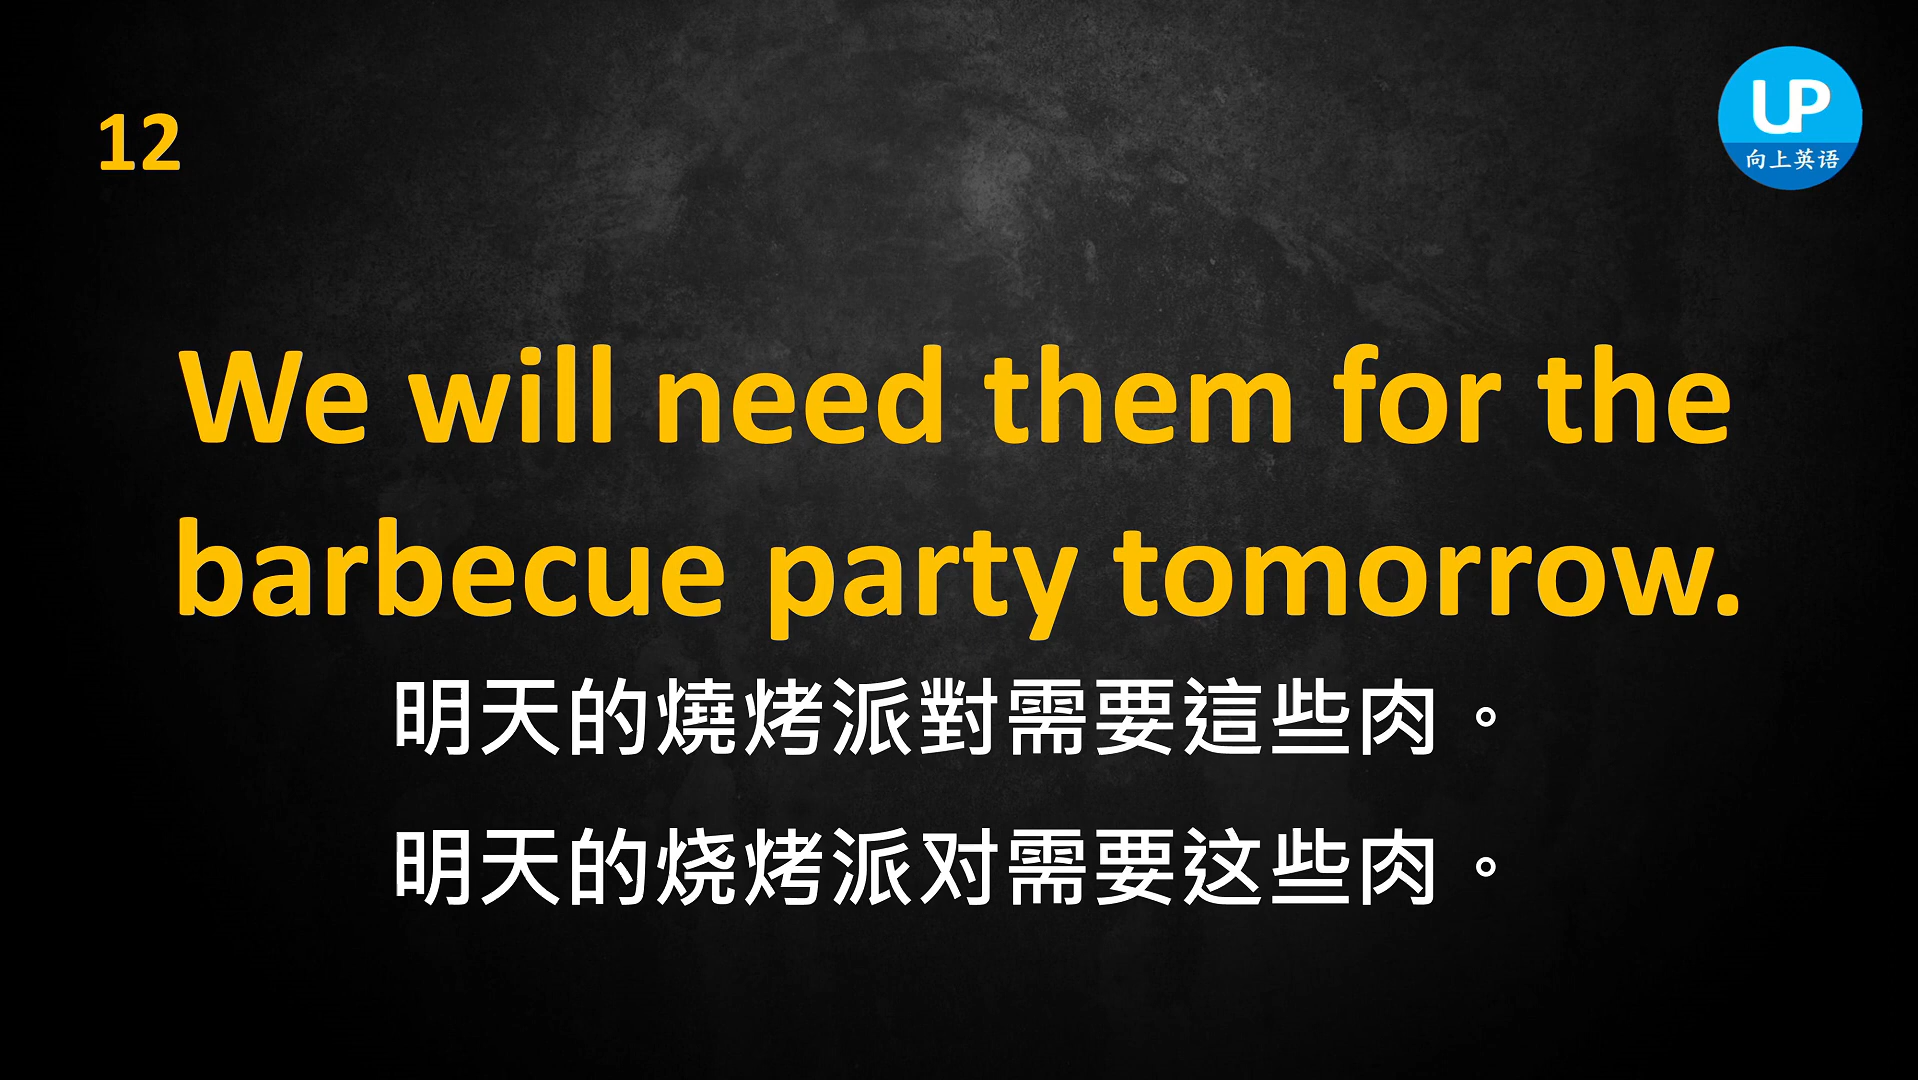 12
UP
向上英语
We will need them for the
barbecue party tomorrow.
明天的燒烤派對需要這些肉。
明天的烧烤派对需要这些肉。